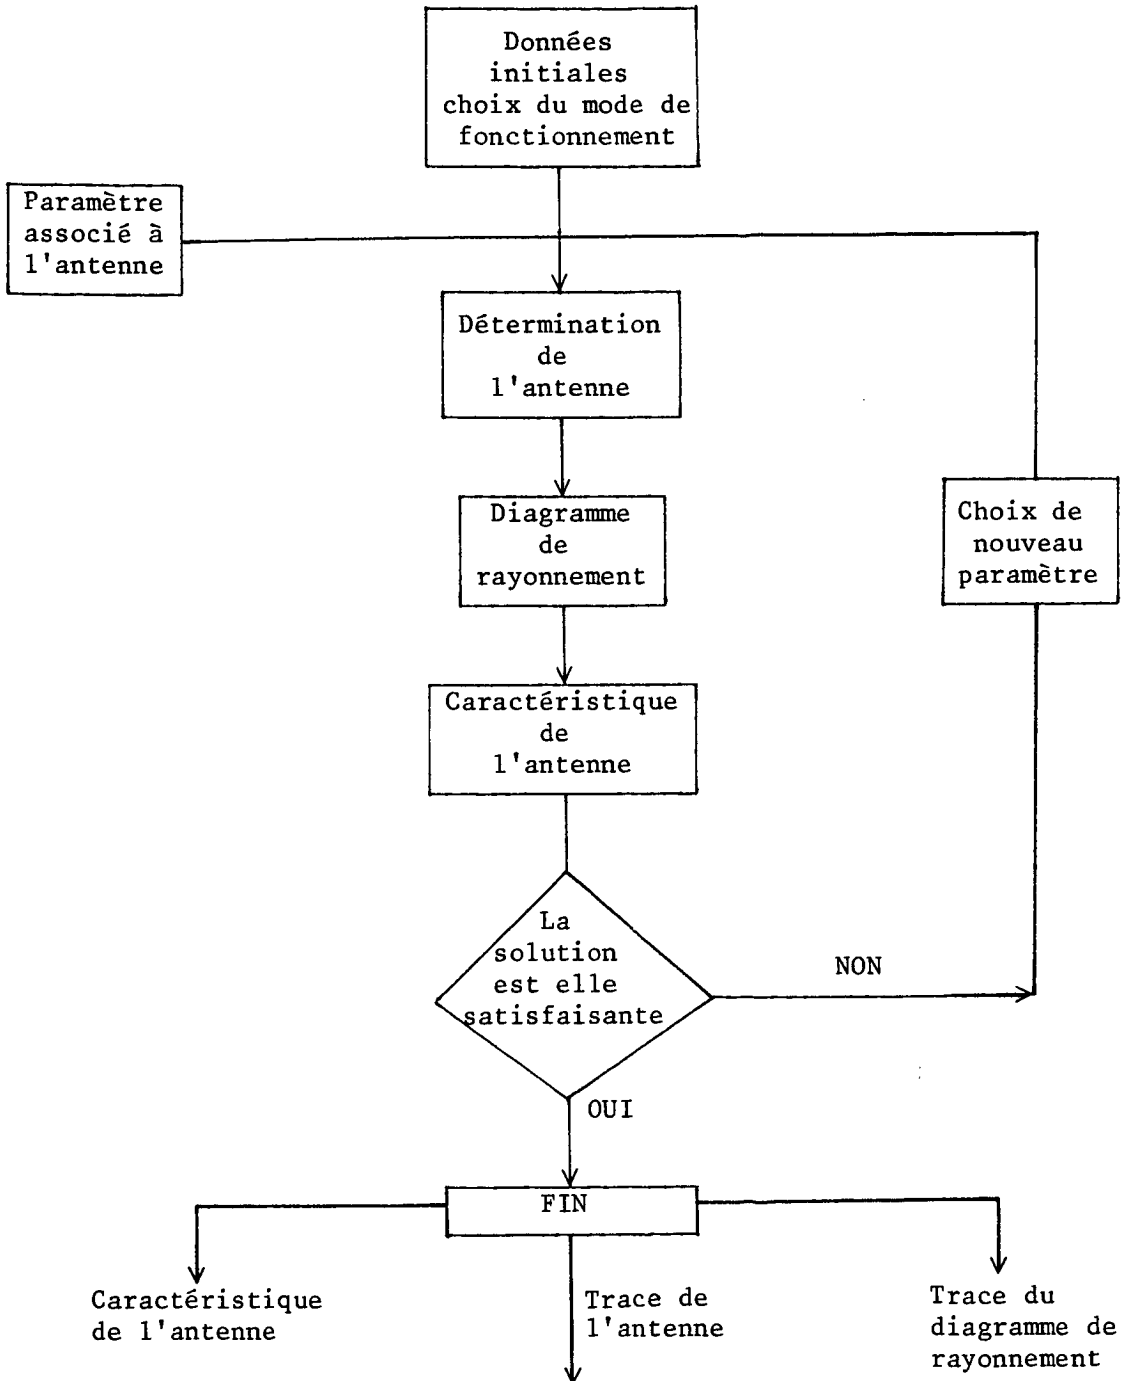 Données
initiales
choix du mode de
fonctionnement
Paramètre
associé à
l'antenne
Détermination
de
l'antenne
Diagramme
de
rayonnement
Choix de
nouveau
paramètre
Caractéristique
de
l'antenne
La
solution
est elle
satisfaisante
NON
OUI
FIN
Caractéristique
de l'antenne
Trace de
l'antenne
Trace du
diagramme de
rayonnement